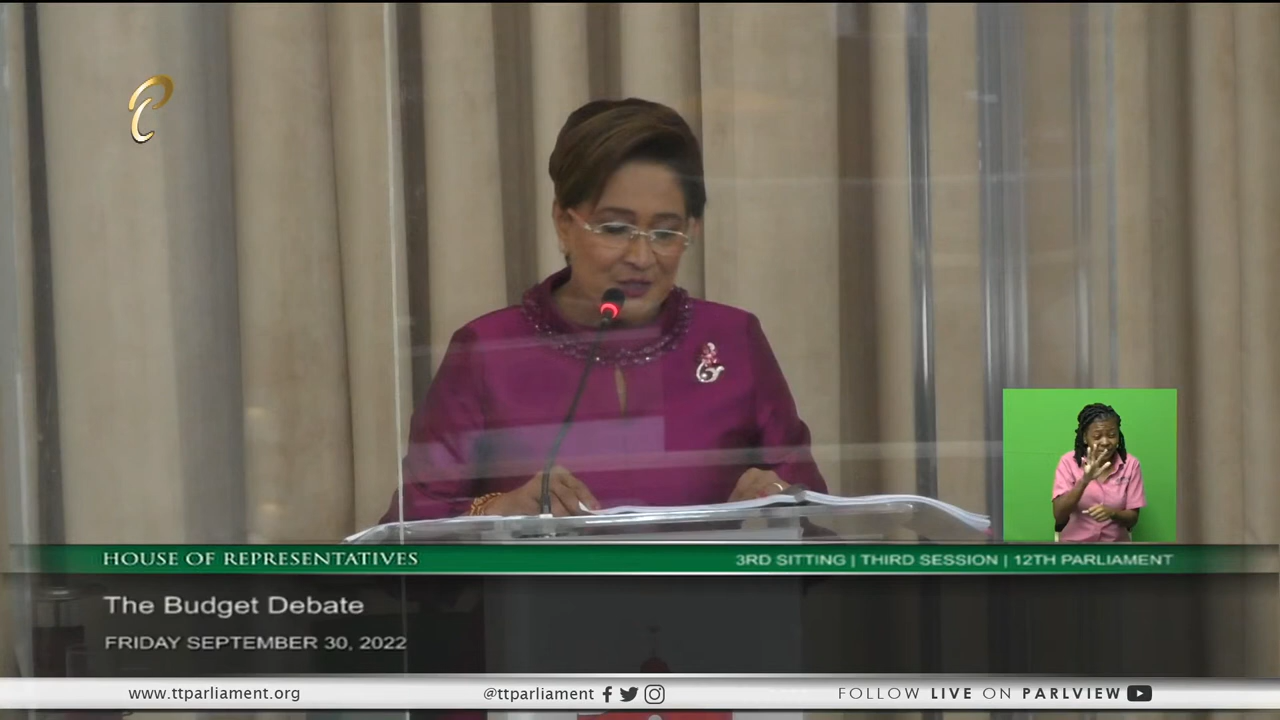 HOUSE OF REPRESENTATIVES
3RD SITTING | THIRD SESSION | 12TH PARLIAMENT
The Budget Debate
FRIDAY SEPTEMBER 30, 2022
www.ttparliament.org
@ttparliament
FOLLOW LIVE ON PARLVIEW